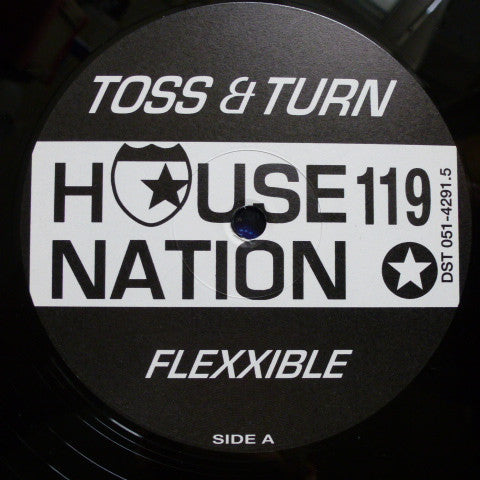 TOSS & TURN
HOUSE 119
NATION
DST 051-4291.5
FLEXXIBLE
SIDE A